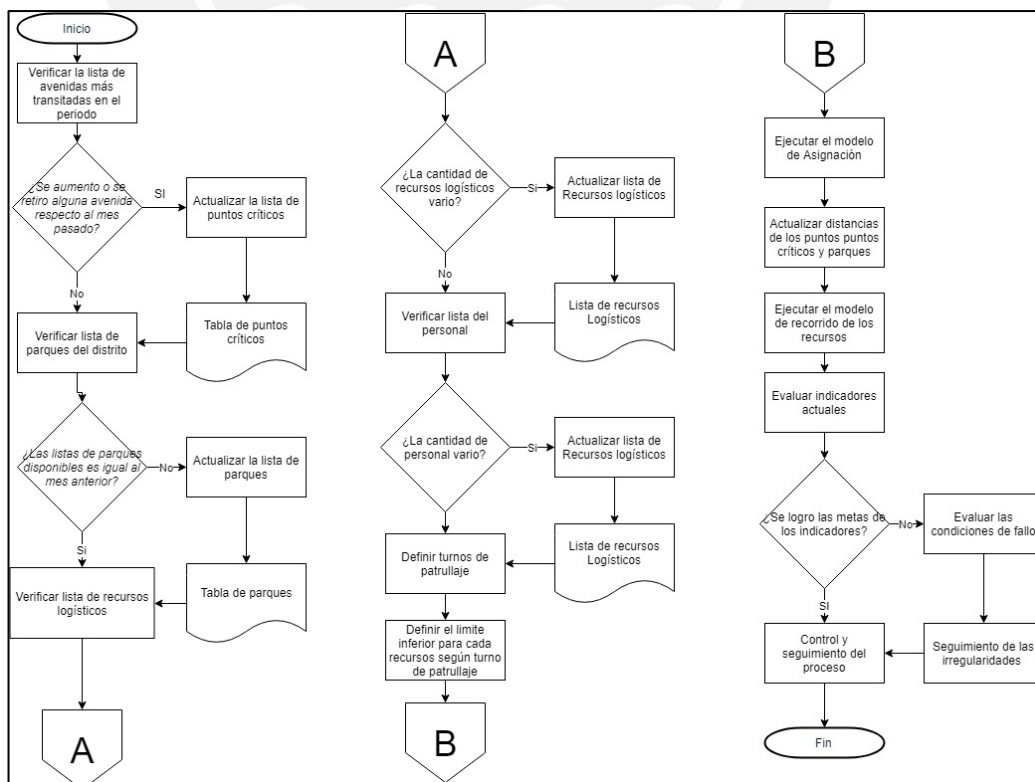 Inicio
Verificar la lista de
avenidas más
transitadas en el
periodo
¿Se aumento o se
retiro alguna avenida
respecto al mes
pasado?
SI
Actualizar la lista de
puntos críticos
No
Verificar lista de
parques del distrito
Tabla de puntos
críticos
¿Las listas de parques
disponibles es igual al
mes anterior?
No
Actualizar la lista de
parques
Si
Verificar lista de recursos
logísticos
Tabla de parques
A
A
¿La cantidad de
recursos logísticos
vario?
Si
Actualizar lista de
Recursos logísticos
No
Verificar lista del
personal
Lista de recursos
Logísticos
¿La cantidad de
personal vario?
Si
Actualizar lista de
Recursos logísticos
Definir turnos de
patrullaje
Lista de recursos
Logísticos
Definir el limite
inferior para cada
recursos según turno
de patrullaje
B
B
Ejecutar el modelo
de Asignación
Actualizar distancias
de los puntos puntos
críticos y parques
Ejecutar el modelo
de recorrido de los
recursos
Evaluar indicadores
actuales
¿Se logro las metas de
los indicadores?
No
Evaluar las
condiciones de fallo
SI
Control y
seguimiento del
proceso
Seguimiento de las
irregularidades
Fin